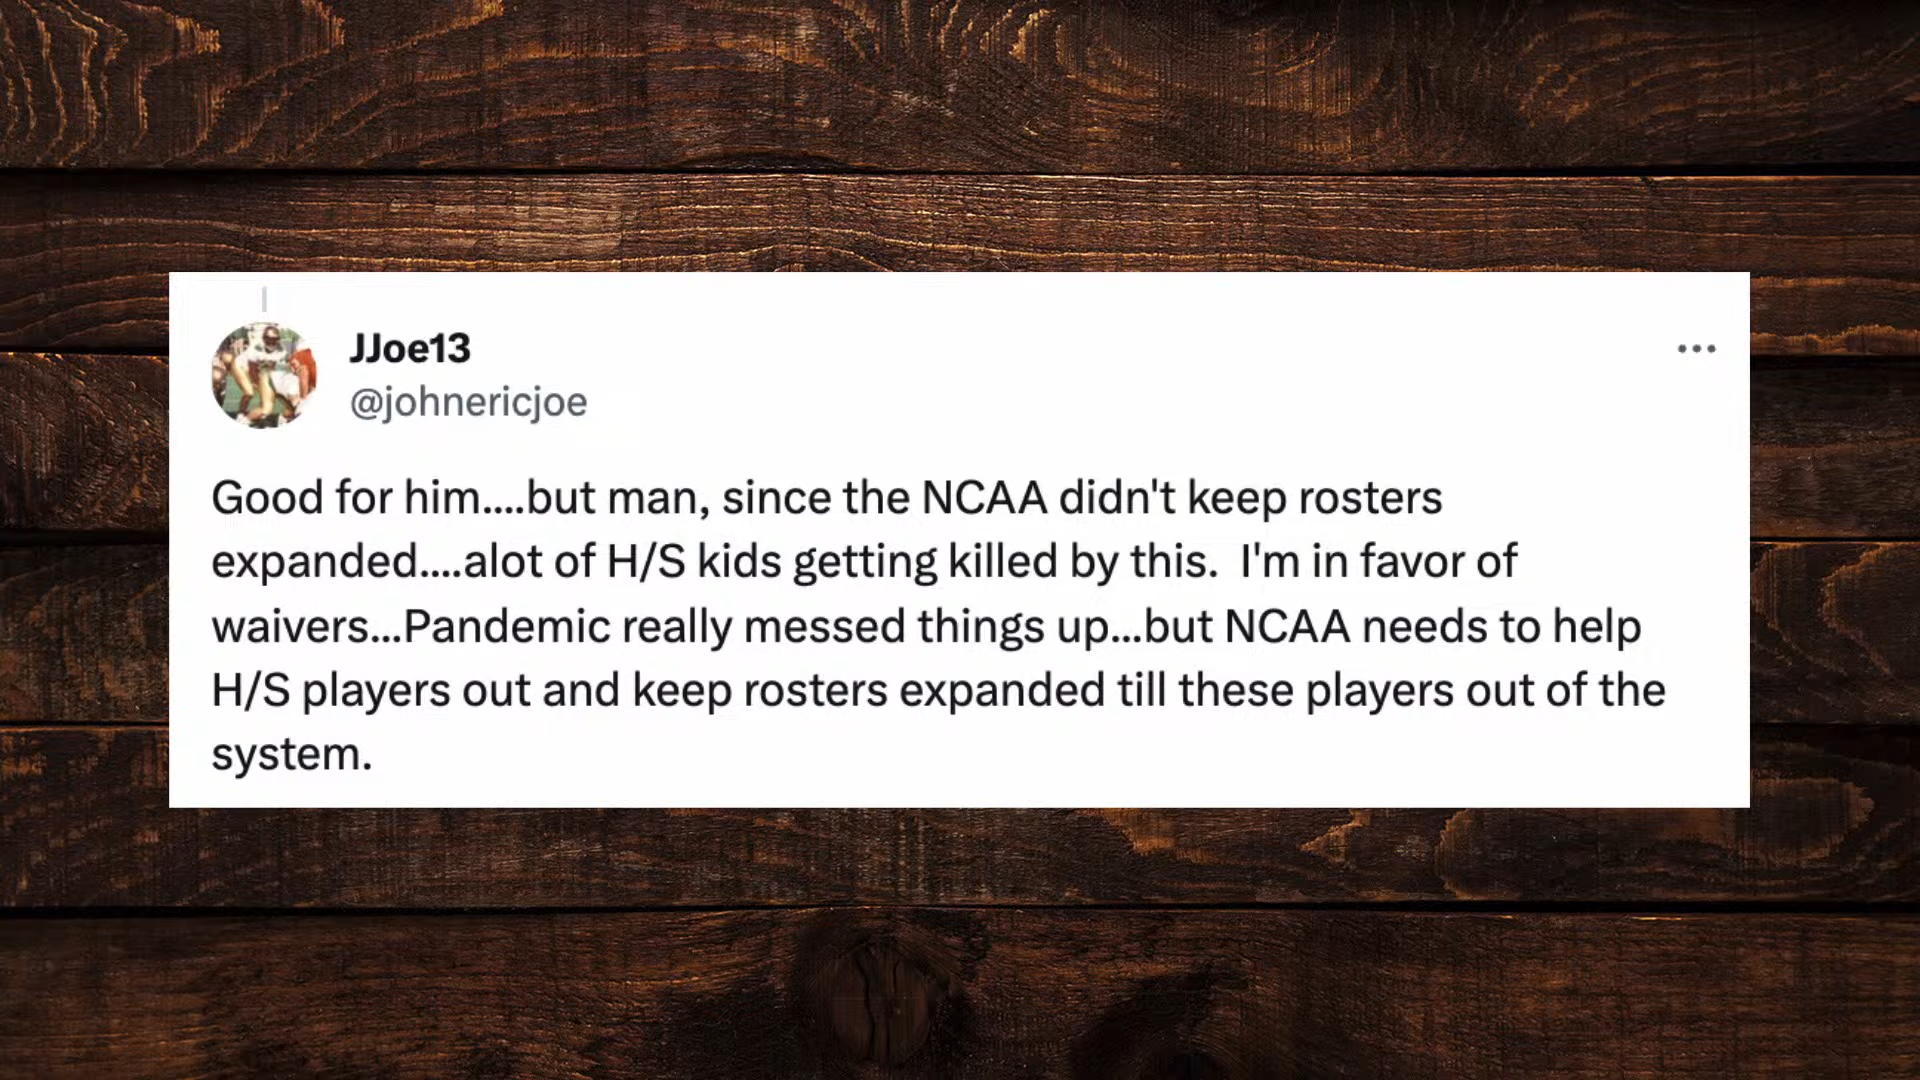 JJoe13
@johnericjoe
Good for him....but man, since the NCAA didn't keep rosters
expanded....alot of H/S kids getting killed by this.  I'm in favor of
waivers...Pandemic really messed things up...but NCAA needs to help
H/S players out and keep rosters expanded till these players out of the
system.